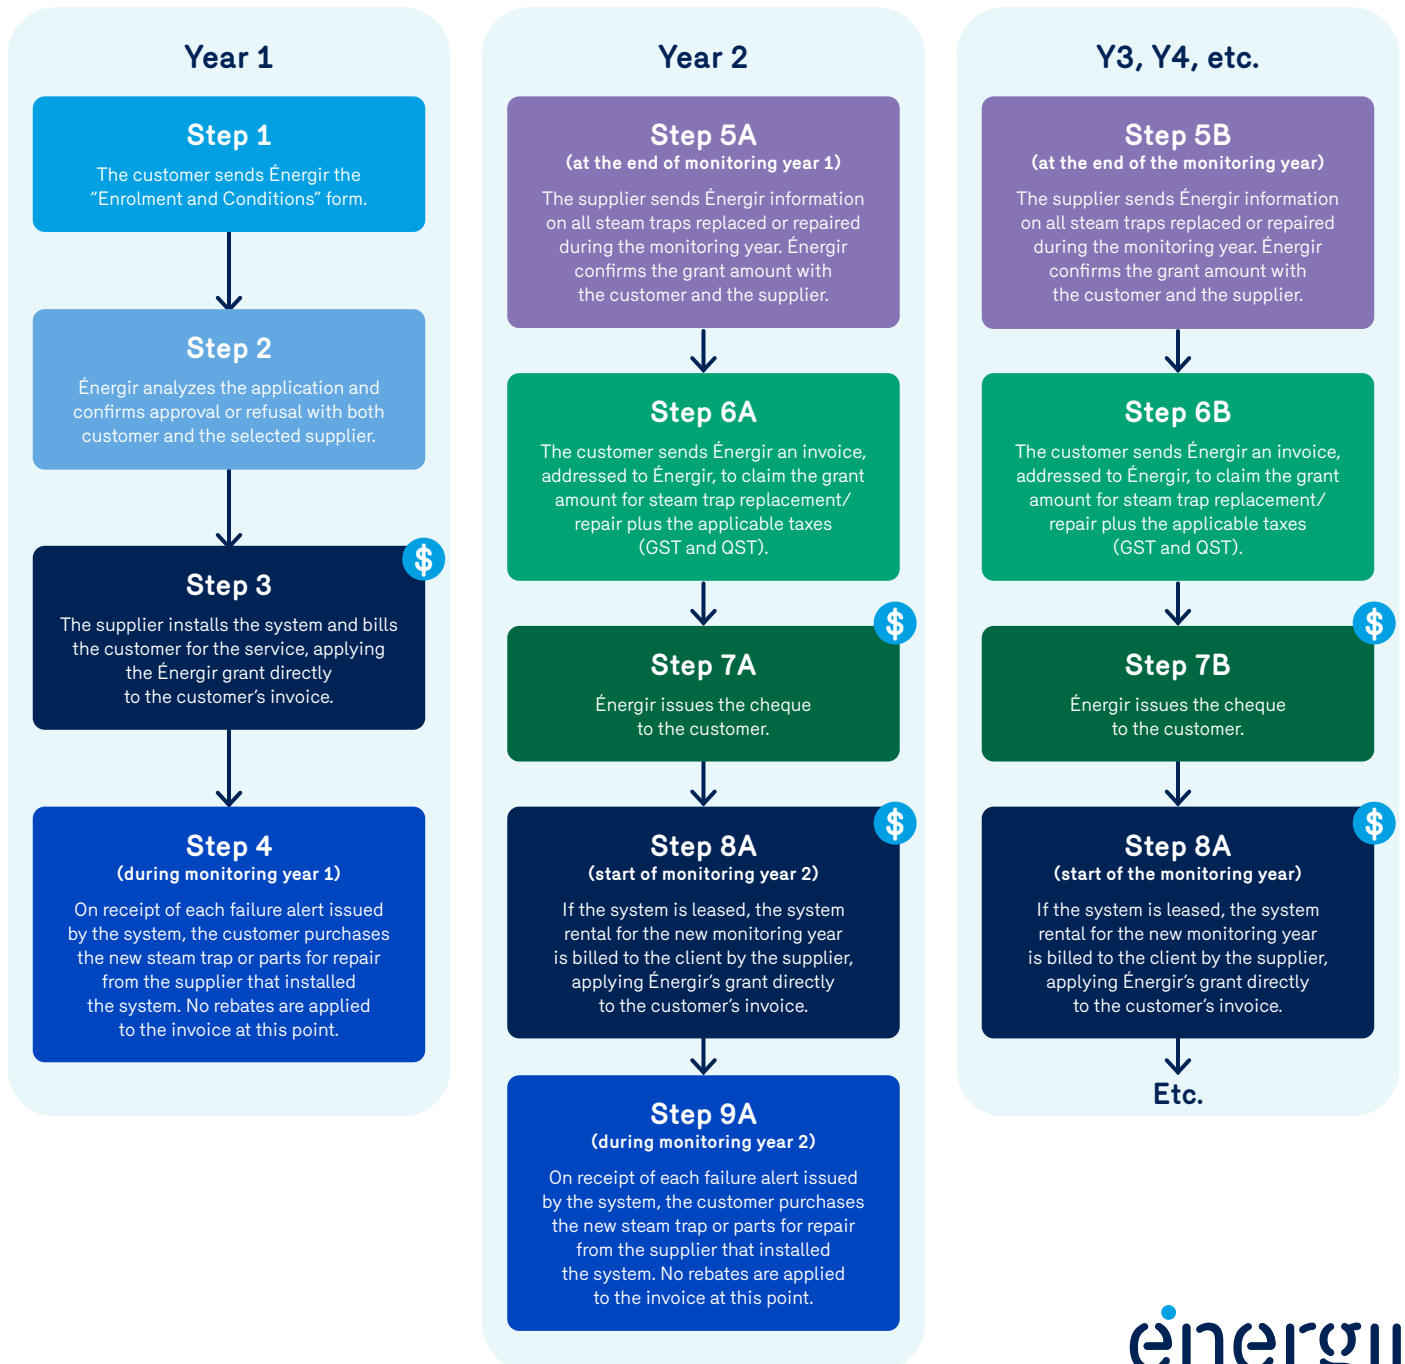 Year 1
Step 1
The customer sends Énergir the
“Enrolment and Conditions” form.
Step 2
Énergir analyzes the application and
confirms approval or refusal with both
customer and the selected supplier.
$
Step 3
The supplier installs the system and bills
the customer for the service, applying
the Énergir grant directly
to the customer’s invoice.
Step 4
(during monitoring year 1)
On receipt of each failure alert issued
by the system, the customer purchases
the new steam trap or parts for repair
from the supplier that installed
the system. No rebates are applied
to the invoice at this point.
Year 2
Step 5A
(at the end of monitoring year 1)
The supplier sends Énergir information
on all steam traps replaced or repaired
during the monitoring year. Énergir
confirms the grant amount with
the customer and the supplier.
Step 6A
The customer sends Énergir an invoice,
addressed to Énergir, to claim the grant
amount for steam trap replacement/
repair plus the applicable taxes
(GST and QST).
$
Step 7A
Énergir issues the cheque
to the customer.
$
Step 8A
(start of monitoring year 2)
If the system is leased, the system
rental for the new monitoring year
is billed to the client by the supplier,
applying Énergir’s grant directly
to the customer’s invoice.
Step 9A
(during monitoring year 2)
On receipt of each failure alert issued
by the system, the customer purchases
the new steam trap or parts for repair
from the supplier that installed
the system. No rebates are applied
to the invoice at this point.
Y3, Y4, etc.
Step 5B
(at the end of the monitoring year)
The supplier sends Énergir information
on all steam traps replaced or repaired
during the monitoring year. Énergir
confirms the grant amount with
the customer and the supplier.
Step 6B
The customer sends Énergir an invoice,
addressed to Énergir, to claim the grant
amount for steam trap replacement/
repair plus the applicable taxes
(GST and QST).
$
Step 7B
Énergir issues the cheque
to the customer.
$
Step 8A
(start of the monitoring year)
If the system is leased, the system
rental for the new monitoring year
is billed to the client by the supplier,
applying Énergir’s grant directly
to the customer’s invoice.
Etc.